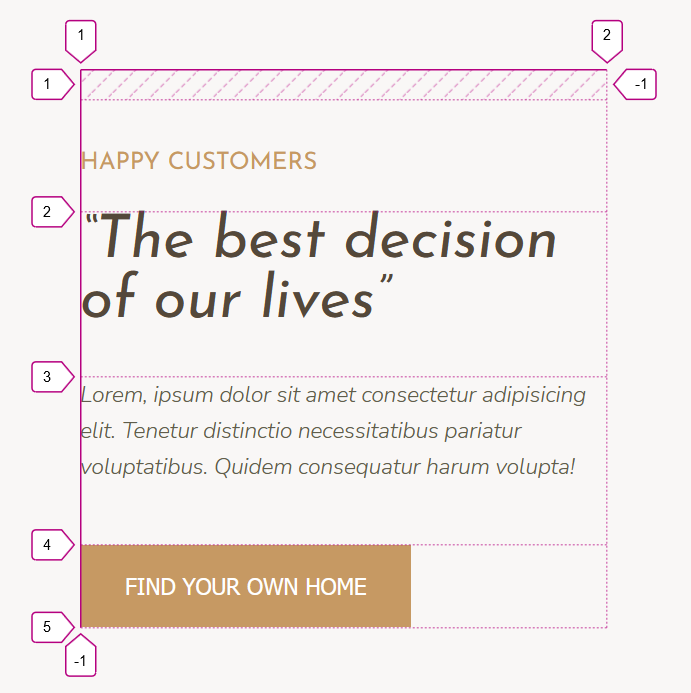 1
2
1
-1
HAPPY CUSTOMERS
2
“The best decision
of our lives”
3
Lorem, ipsum dolor sit amet consectetur adipisicing
elit. Tenetur distinctio necessitatibus pariatur
voluptatibus. Quidem consequatur harum volupta!
4
FIND YOUR OWN HOME
5
-1